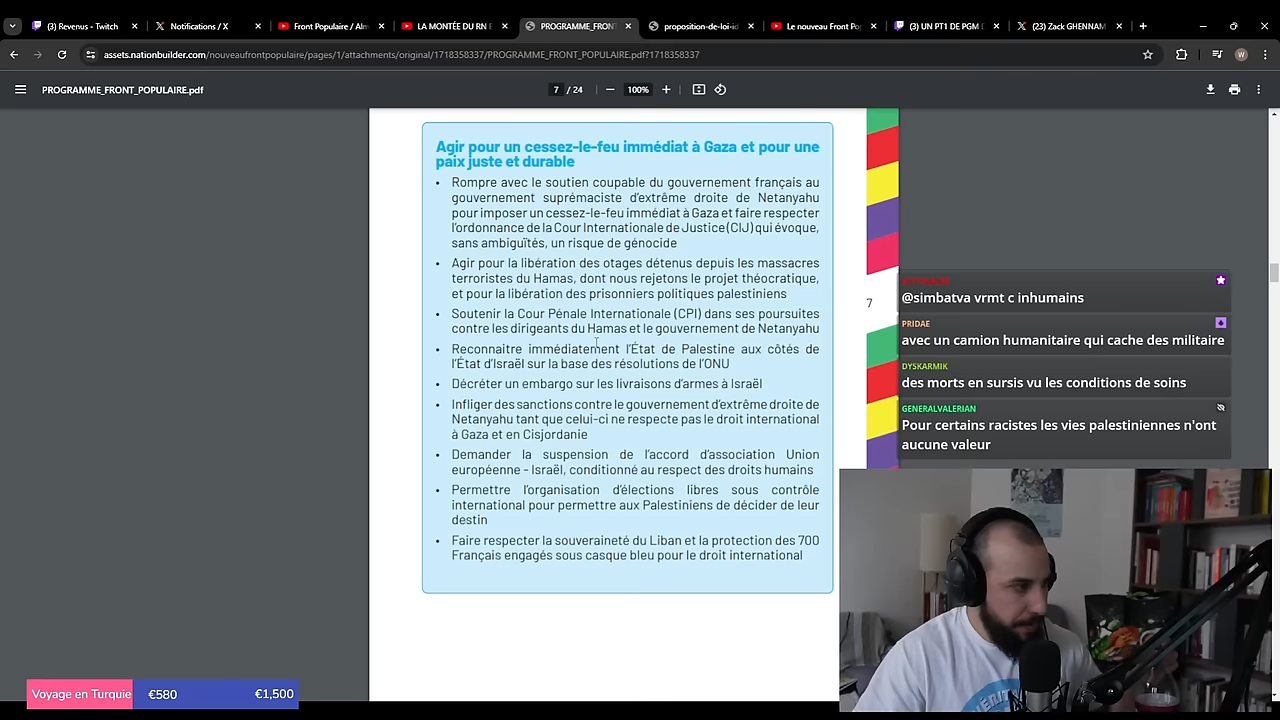 (3) Revenus - Twitch
Notifications / X
Front Populaire / Alm
LA MONTÉE DU RN E
PROGRAMME_FRONT
proposition-de-loi-id
Le nouveau Front Po
UN PT1 DE PGM D
(23) Zack GHENNAM
assets.nationbuilder.com/nouveaufrontpopulaire/pages/1/attachments/original/1718358337/PROGRAMME_FRONT_POPULAIRE.pdf?1718358337
W
PROGRAMME_FRONT_POPULAIRE.pdf
7 / 24
100%
Agir pour un cessez-le-feu immédiat à Gaza et pour une
paix juste et durable
• Rompre avec le soutien coupable du gouvernement français au
gouvernement suprémaciste d'extrême droite de Netanyahu
pour imposer un cessez-le-feu immédiat à Gaza et faire respecter
l'ordonnance de la Cour Internationale de Justice (CIJ) qui évoque,
sans ambiguïtés, un risque de génocide
• Agir pour la libération des otages détenus depuis les massacres
terroristes du Hamas, dont nous rejetons le projet théocratique,
et pour la libération des prisonniers politiques palestiniens
• Soutenir la Cour Pénale Internationale (CPI) dans ses poursuites
contre les dirigeants du Hamas et le gouvernement de Netanyahu
• Reconnaitre immédiatement l'État de Palestine aux côtés de
l'État d'Israël sur la base des résolutions de l'ONU
• Décréter un embargo sur les livraisons d'armes à Israël
• Infliger des sanctions contre le gouvernement d'extrême droite de
Netanyahu tant que celui-ci ne respecte pas le droit international
à Gaza et en Cisjordanie
• Demander la suspension de l'accord d'association Union
européenne - Israël, conditionné au respect des droits humains
• Permettre l'organisation d'élections libres sous contrôle
international pour permettre aux Palestiniens de décider de leur
destin
• Faire respecter la souveraineté du Liban et la protection des 700
Français engagés sous casque bleu pour le droit international
7
@simbatva vrmt c inhumains
PRIDAE
avec un camion humanitaire qui cache des militaire
DYSKARMIK
des morts en sursis vu les conditions de soins
GENERALVALERIAN
Pour certains racistes les vies palestiniennes n'ont
aucune valeur
Voyage en Turquie
€580
€1,500